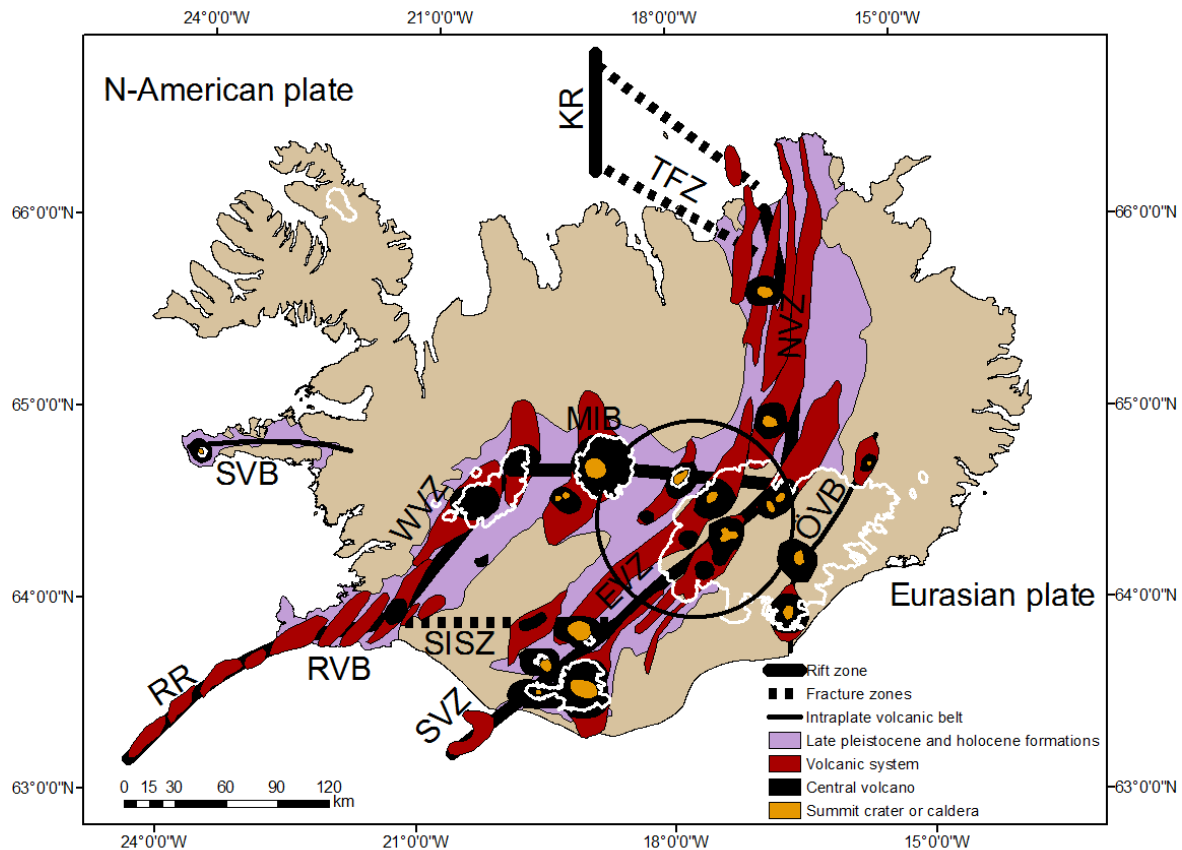 24°0'0"W 21°0'0"W 18°0'0"W 15°0'0"W
N-American plate
KR
TFZ
66°0'0"N 66°0'0"N
NVZ
65°0'0"N 65°0'0"N
MIB
SVB
WVZ
ÖVB
EVZ
64°0'0"N 64°0'0"N
Eurasian plate
SISZ
RVB
RR
SVZ
Rift zone
Fracture zones
Intraplate volcanic belt
Late pleistocene and holocene formations
Volcanic system
Central volcano
Summit crater or caldera
0 15 30 60 90 120
km
63°0'0"N 63°0'0"N
24°0'0"W 21°0'0"W 18°0'0"W 15°0'0"W